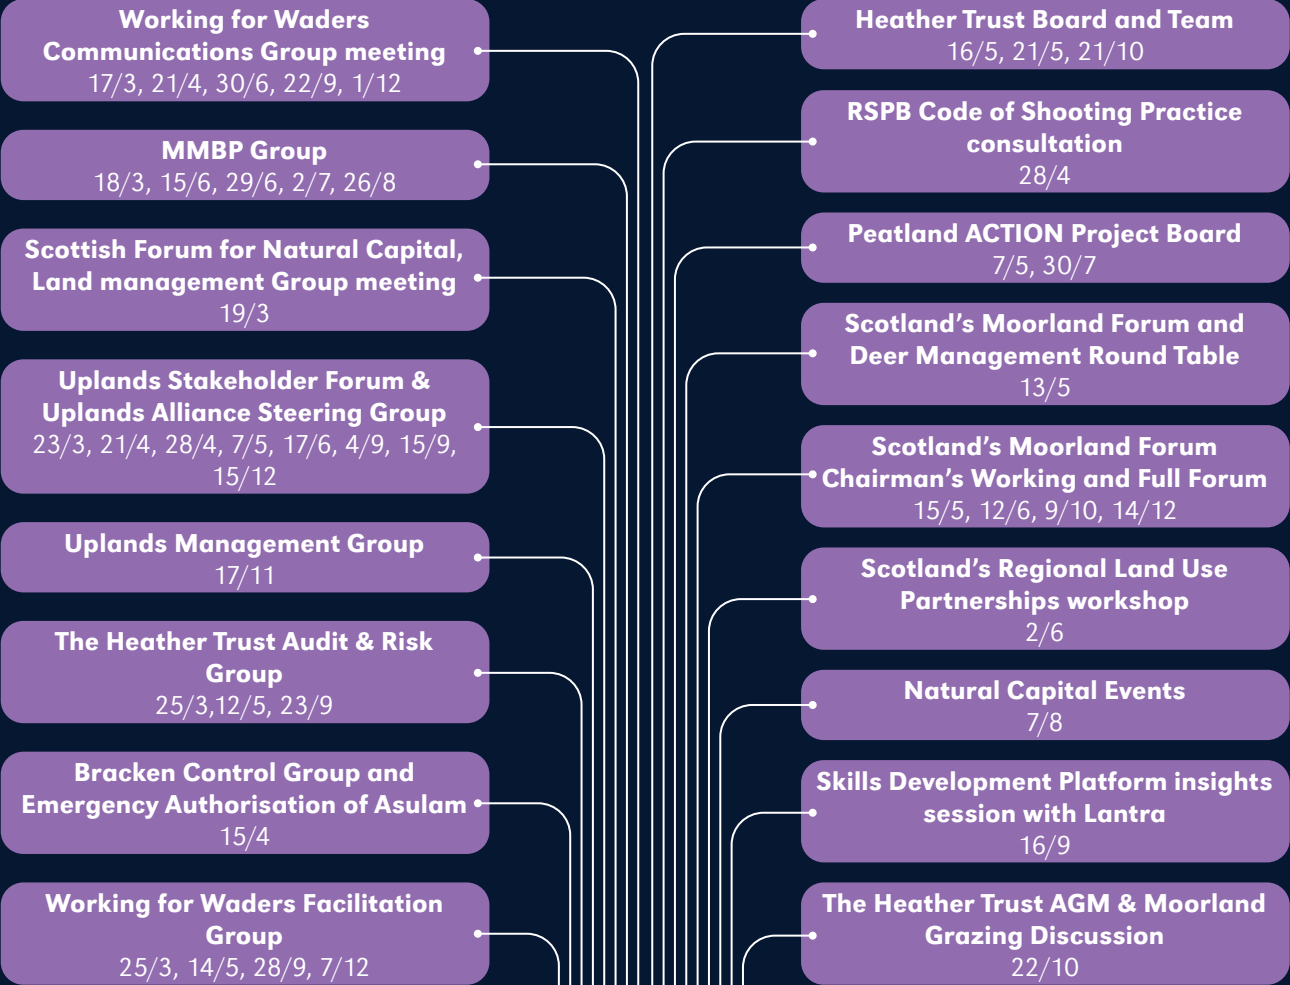 Working for Waders
Communications Group meeting
17/3, 21/4, 30/6, 22/9, 1/12
MMBP Group
18/3, 15/6, 29/6, 2/7, 26/8
Scottish Forum for Natural Capital,
Land management Group meeting
19/3
Uplands Stakeholder Forum &
Uplands Alliance Steering Group
23/3, 21/4, 28/4, 7/5, 17/6, 4/9, 15/9,
15/12
Uplands Management Group
17/11
The Heather Trust Audit & Risk
Group
25/3,12/5, 23/9
Bracken Control Group and
Emergency Authorisation of Asulam
15/4
Working for Waders Facilitation
Group
25/3, 14/5, 28/9, 7/12
Heather Trust Board and Team
16/5, 21/5, 21/10
RSPB Code of Shooting Practice
consultation
28/4
Peatland ACTION Project Board
7/5, 30/7
Scotland’s Moorland Forum and
Deer Management Round Table
13/5
Scotland’s Moorland Forum
Chairman’s Working and Full Forum
15/5, 12/6, 9/10, 14/12
Scotland’s Regional Land Use
Partnerships workshop
2/6
Natural Capital Events
7/8
Skills Development Platform insights
session with Lantra
16/9
The Heather Trust AGM & Moorland
Grazing Discussion
22/10